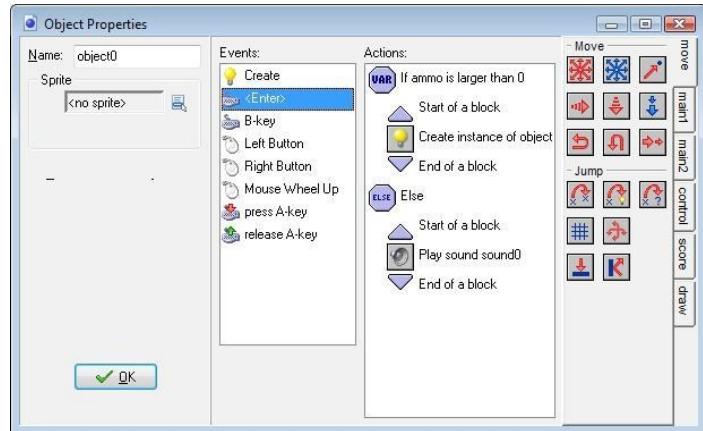 Object Properties
Name: object0
Sprite
<no sprite>
OK
Events:
Create
<Enter>
B-key
Left Button
Right Button
Mouse Wheel Up
press A-key
release A-key
Actions:
VAR If ammo is larger than 0
Start of a block
Create instance of object
End of a block
ELSE Else
Start of a block
Play sound sound0
End of a block
Move
Jump
move
main1
main2
control
score
draw